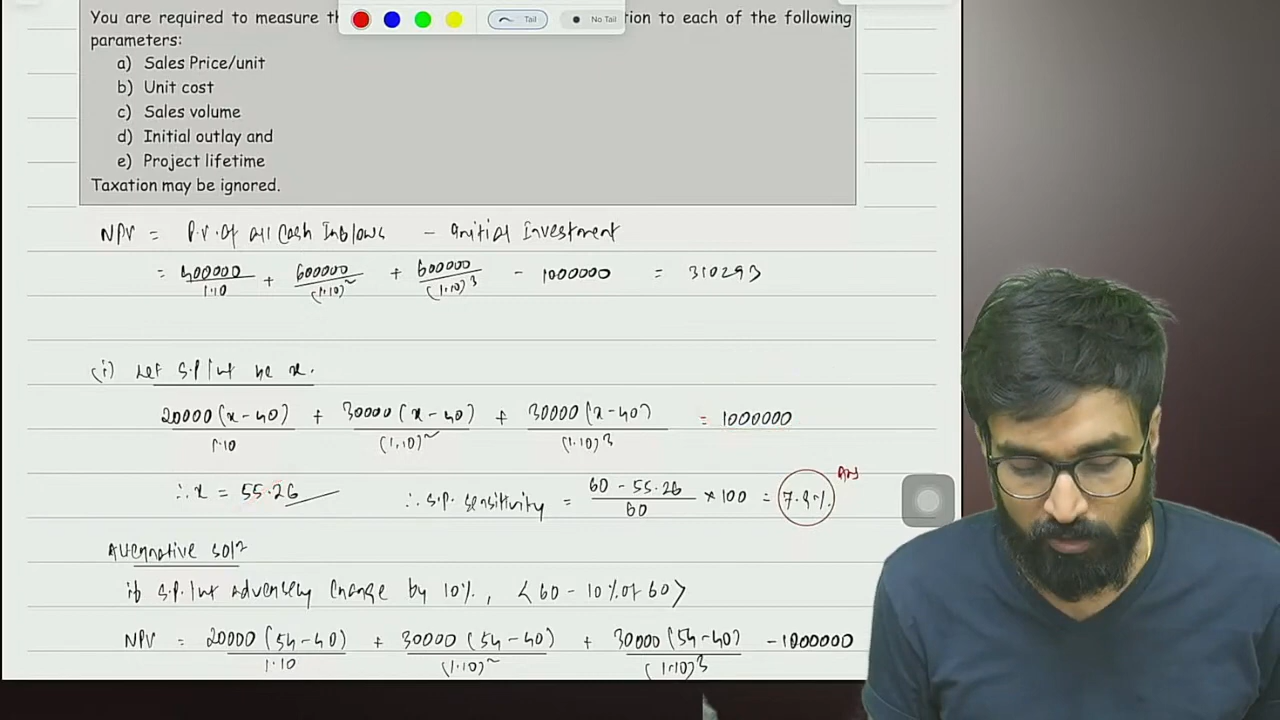 You are required to measure th tion to each of the following
Tail No Tail
parameters:
a) Sales Price/unit
b) Unit cost
c) Sales volume
d) Initial outlay and
e) Project lifetime
Taxation may be ignored.
NPV = P.V. Of all Cash Inflows - Initial Investment
= 400000/1.10 + 600000/(1.10)^2 + 600000/(1.10)^3 - 1000000 = 310293
(i) Let S.P/unt be x.
20000(x-40)/1.10 + 30000(x-40)/(1.10)^2 + 30000(x-40)/(1.10)^3 = 1000000
∴ x = 55.26 ∴ S.P. Sensitivity = 60 - 55.26/60 × 100 = 7.9% Ans
Alternative Soln
if S.P./unt adversely change by 10%, <60 - 10% of 60>
NPV = 20000(54-40)/1.10 + 30000(54-40)/(1.10)^2 + 30000(54-40)/(1.10)^3 - 1000000